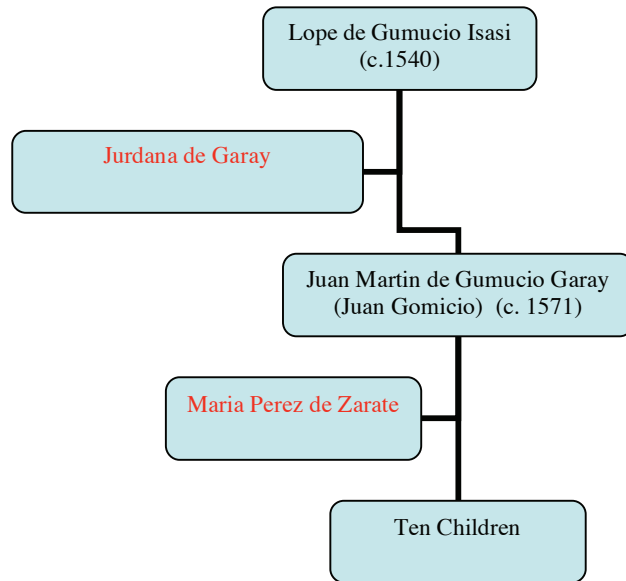 Lope de Gumucio Isasi
(c.1540)
Jurdana de Garay
Juan Martin de Gumucio Garay
(Juan Gomicio) (c. 1571)
Maria Perez de Zarate
Ten Children